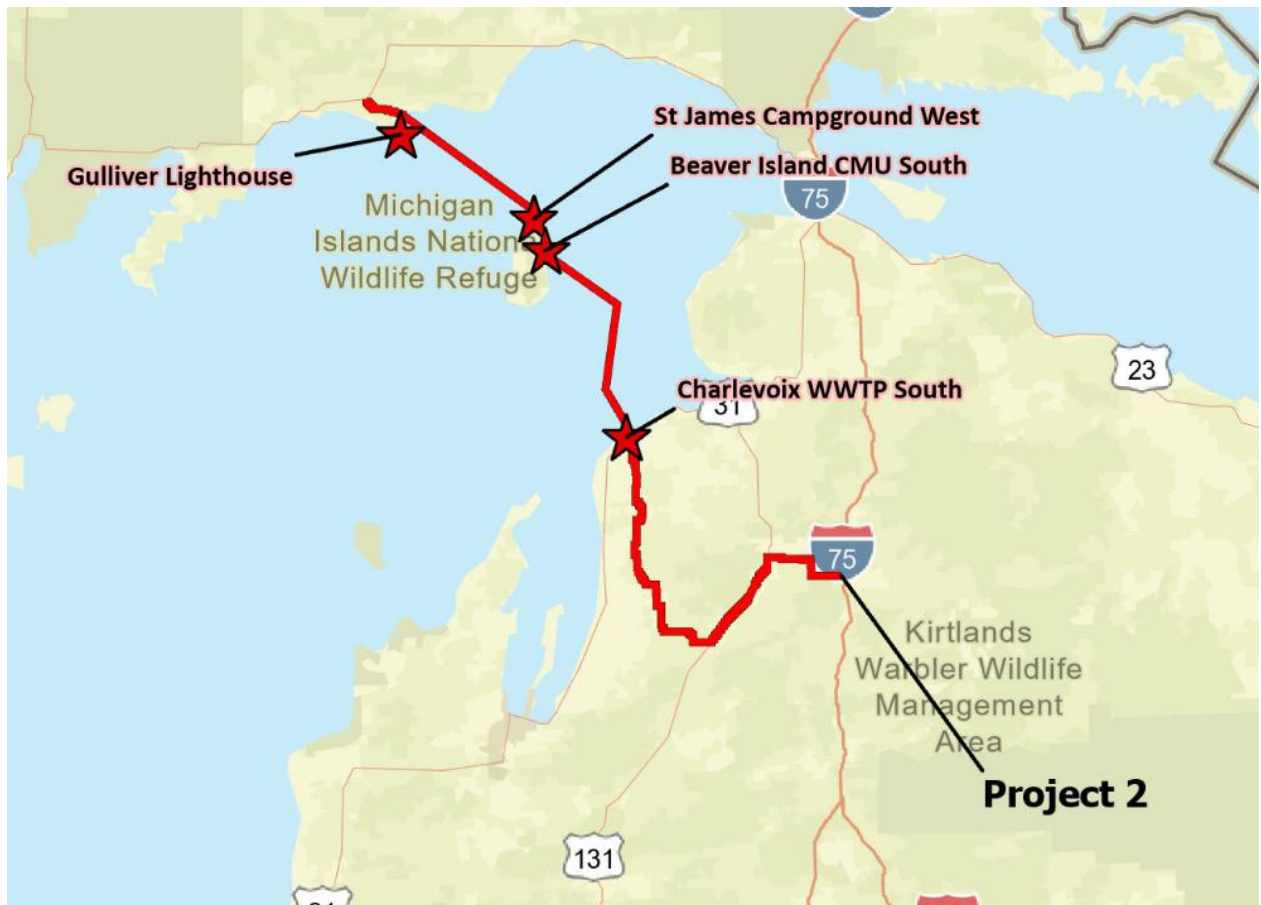 St James Campground West
Beaver Island CMU South
Gulliver Lighthouse
75
Michigan
Islands National
Wildlife Refuge
23
Charlevoix WWTP South
31
75
Kirtlands
Warbler Wildlife
Management
Area
Project 2
131